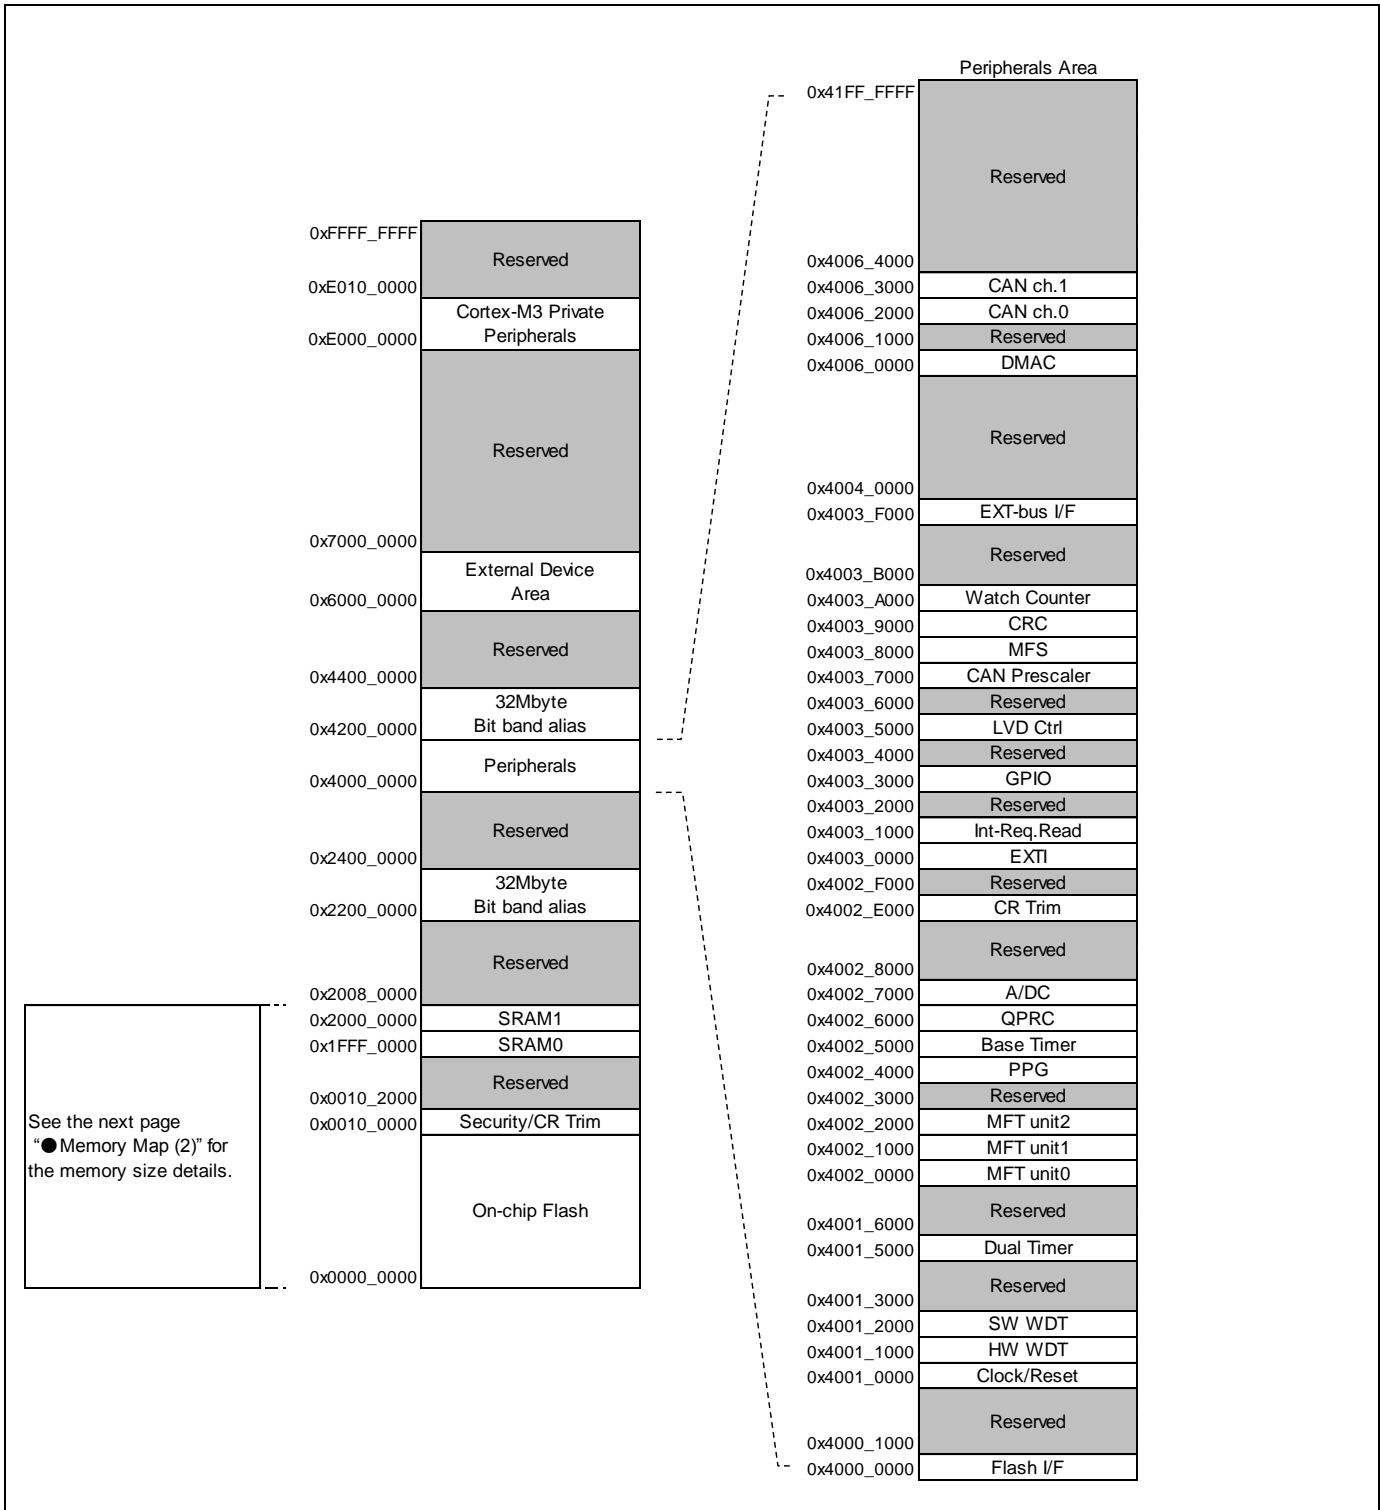 Peripherals Area
0x41FF_FFFF
Reserved
0x4006_4000
0x4006_3000 CAN ch.1
0x4006_2000 CAN ch.0
0x4006_1000 Reserved
0x4006_0000 DMAC
Reserved
0x4004_0000
0x4003_F000 EXT-bus I/F
Reserved
0x4003_B000
0x4003_A000 Watch Counter
0x4003_9000 CRC
0x4003_8000 MFS
0x4003_7000 CAN Prescaler
0x4003_6000 Reserved
0x4003_5000 LVD Ctrl
0x4003_4000 Reserved
0x4003_3000 GPIO
0x4003_2000 Reserved
0x4003_1000 Int-Req.Read
0x4003_0000 EXTI
0x4002_F000 Reserved
0x4002_E000 CR Trim
Reserved
0x4002_8000
0x4002_7000 A/DC
0x4002_6000 QPRC
0x4002_5000 Base Timer
0x4002_4000 PPG
0x4002_3000 Reserved
0x4002_2000 MFT unit2
0x4002_1000 MFT unit1
0x4002_0000 MFT unit0
Reserved
0x4001_6000
0x4001_5000 Dual Timer
Reserved
0x4001_3000
0x4001_2000 SW WDT
0x4001_1000 HW WDT
0x4001_0000 Clock/Reset
Reserved
0x4000_1000
0x4000_0000 Flash I/F
0xFFFF_FFFF
Reserved
0xE010_0000
Cortex-M3 Private
0xE000_0000 Peripherals
Reserved
0x7000_0000
External Device
Area
0x6000_0000
Reserved
0x4400_0000
32Mbyte
0x4200_0000 Bit band alias
Peripherals
0x4000_0000
Reserved
0x2400_0000
32Mbyte
0x2200_0000 Bit band alias
Reserved
0x2008_0000
0x2000_0000 SRAM1
0x1FFF_0000 SRAM0
Reserved
0x0010_2000
0x0010_0000 Security/CR Trim
On-chip Flash
0x0000_0000
See the next page
“●Memory Map (2)” for
the memory size details.